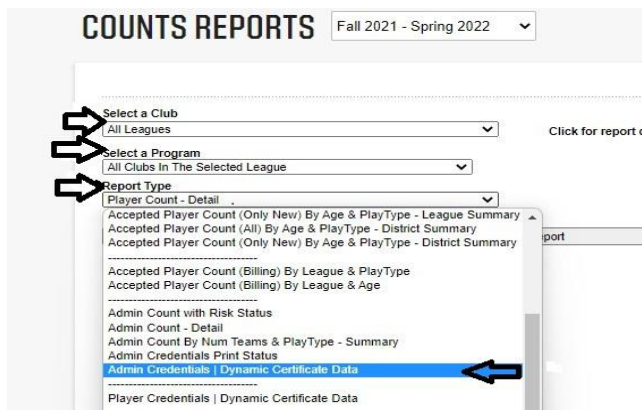 COUNTS REPORTS Fall 2021 - Spring 2022
Select a Club
All Leagues
Click for report
Select a Program
All Clubs In The Selected League
Report Type
Player Count - Detail .
Accepted Player Count (Only New) By Age & PlayType - League Summary
Accepted Player Count (All) By Age & PlayType - District Summary
Accepted Player Count (Only New) By Age & PlayType - District Summary
------------------------------------
Accepted Player Count (Billing) By League & PlayType
Accepted Player Count (Billing) By League & Age
------------------------------------
Admin Count with Risk Status
Admin Count - Detail
Admin Count By Num Teams & PlayType - Summary
Admin Credentials Print Status
Admin Credentials | Dynamic Certificate Data
------------------------------------
Player Credentials | Dynamic Certificate Data